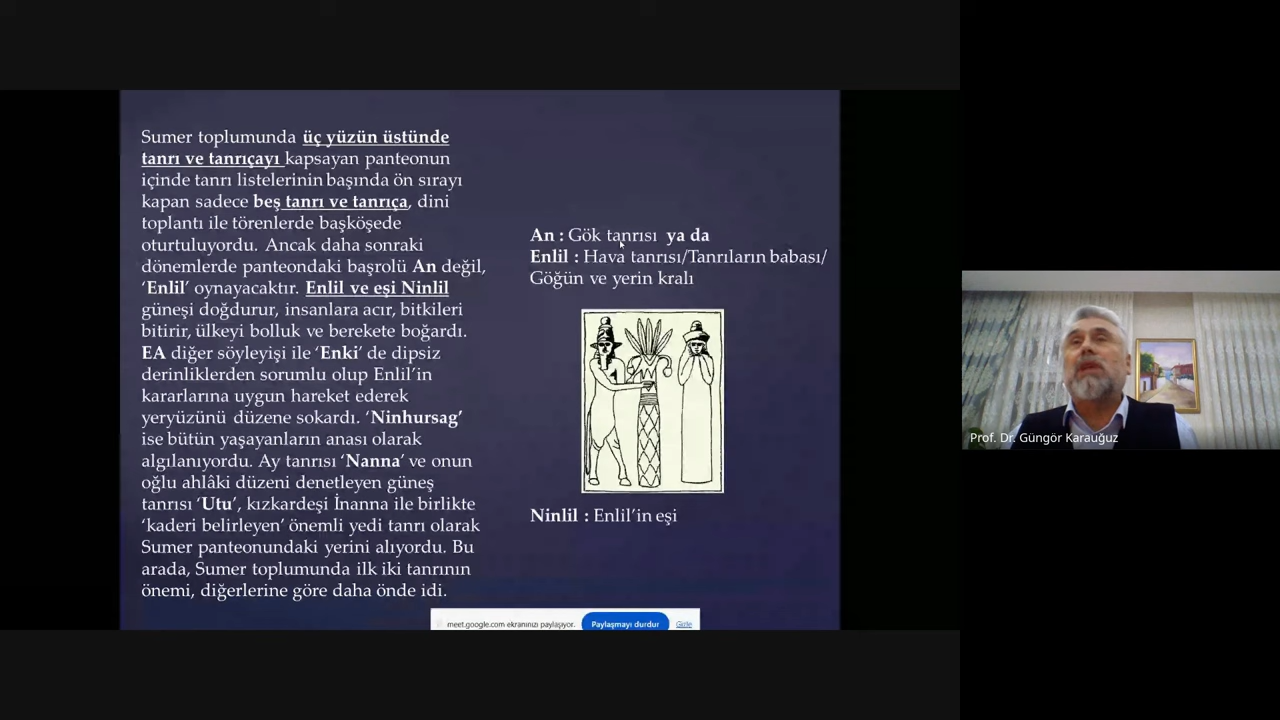 Sumer toplumunda üç yüzün üstünde
tanrı ve tanrıçayı kapsayan panteonun
içinde tanrı listelerinin başında ön sırayı
kapan sadece beş tanrı ve tanrıça, dini
toplantı ile törenlerde başköşede
oturtuluyordu. Ancak daha sonraki
dönemlerde panteondaki başrolü An değil,
‘Enlil’ oynayacaktır. Enlil ve eşi Ninlil
güneşi doğdurur, insanlara acır, bitkileri
bitirir, ülkeyi bolluk ve berekete boğardı.
EA diğer söyleyişi ile ‘Enki’ de dipsiz
derinliklerden sorumlu olup Enlil’in
kararlarına uygun hareket ederek
yeryüzünü düzene sokardı. ‘Ninhursag’
ise bütün yaşayanların anası olarak
algılanıyordu. Ay tanrısı ‘Nanna’ ve onun
oğlu ahlâki düzeni denetleyen güneş
tanrısı ‘Utu’, kızkardeşi İnanna ile birlikte
‘kaderi belirleyen’ önemli yedi tanrı olarak
Sumer panteonundaki yerini alıyordu. Bu
arada, Sumer toplumunda ilk iki tanrının
önemi, diğerlerine göre daha önde idi.
An : Gök tanrısı ya da
Enlil : Hava tanrısı/Tanrıların babası/
Göğün ve yerin kralı
Ninlil : Enlil’in eşi
meet.google.com ekranınızı paylaşıyor. Paylaşmayı durdur Gizle
Prof. Dr. Güngör Karauğuz